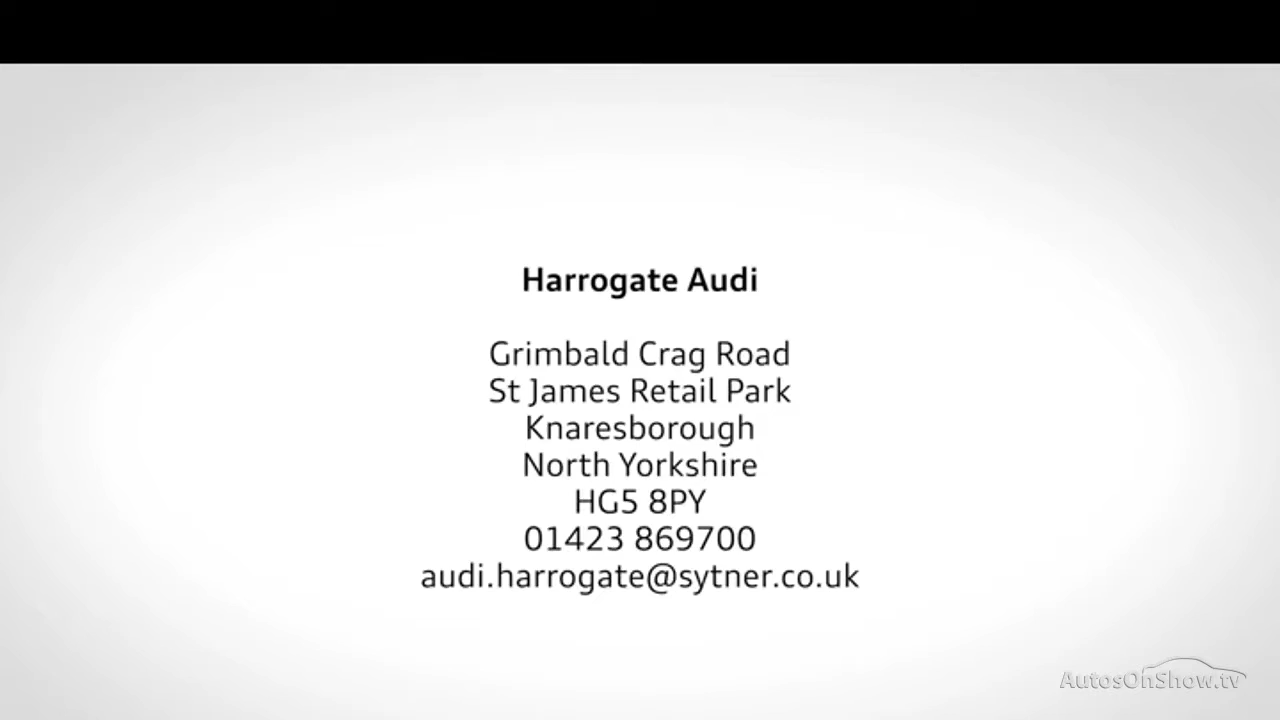 Harrogate Audi
Grimbald Crag Road
St James Retail Park
Knaresborough
North Yorkshire
HG5 8PY
01423 869700
audi.harrogate@sytner.co.uk
AutosOnShow.tv